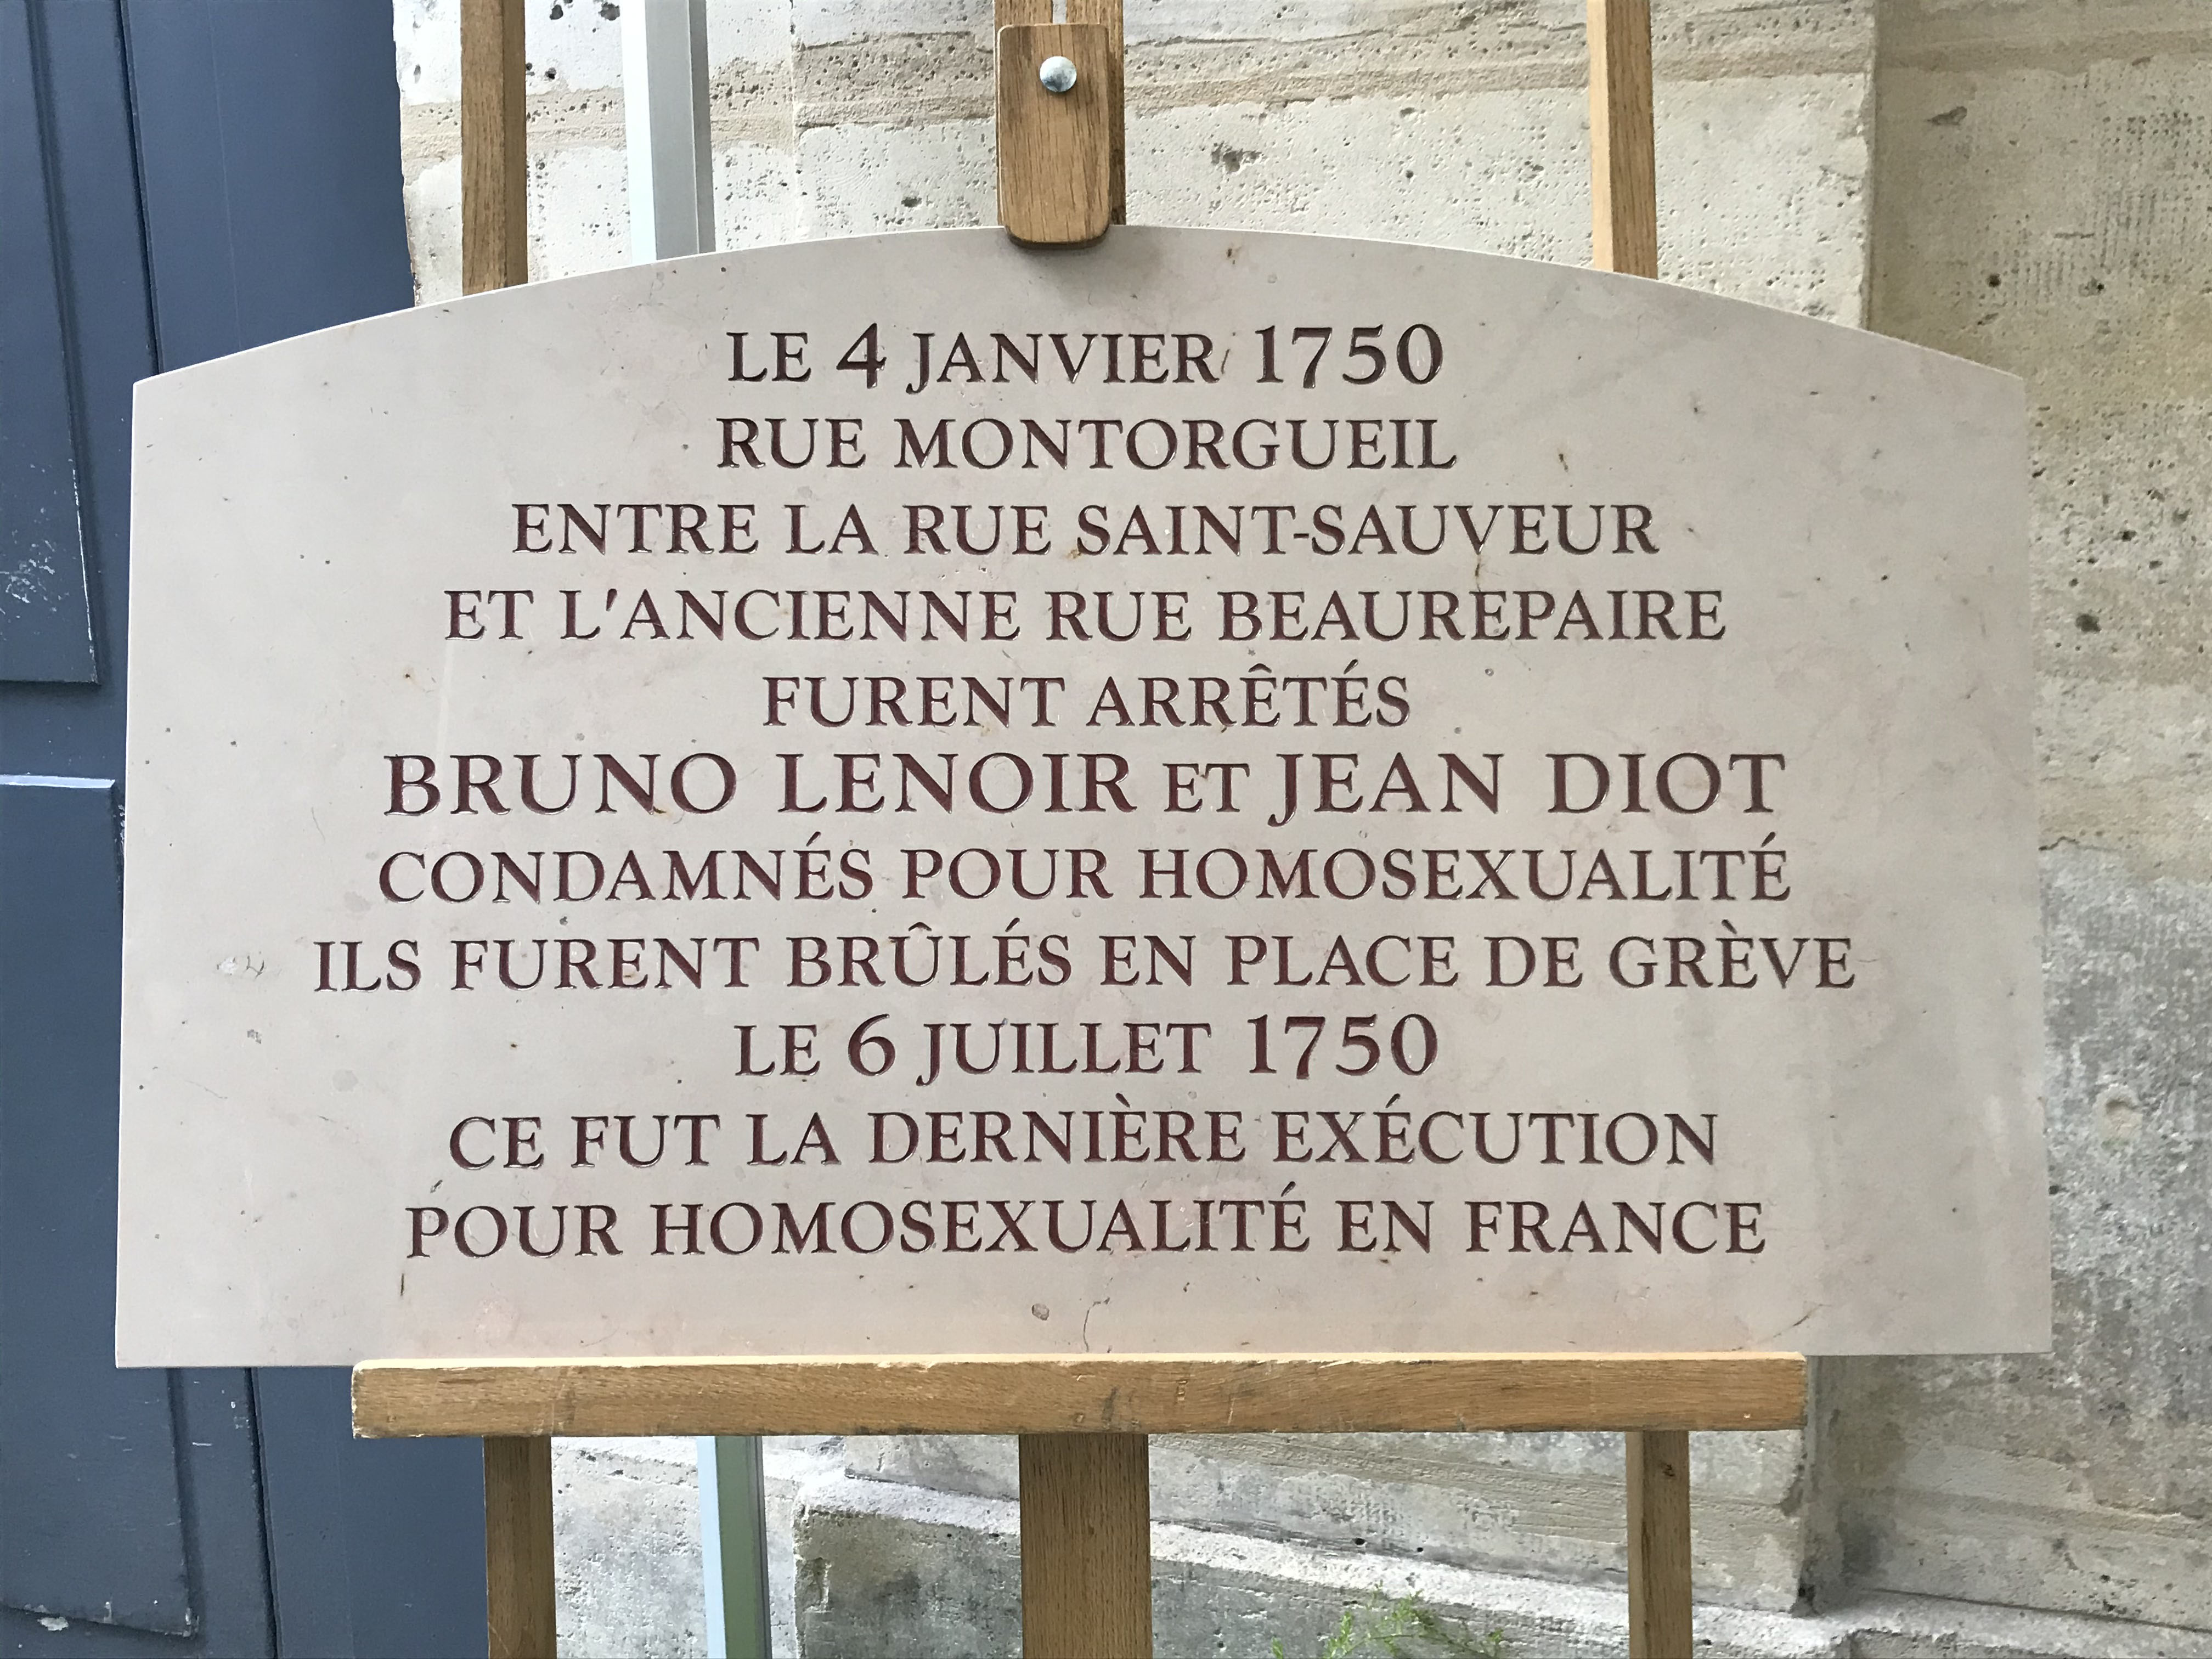 LE 4 JANVIER 1750
RUE MONTORGUEIL
ENTRE LA RUE SAINT-SAUVEUR
ET L'ANCIENNE RUE BEAUREPAIRE
FURENT ARRÊTÉS
BRUNO LENOIR ET JEAN DIOT
CONDAMNÉS POUR HOMOSEXUALITÉ
ILS FURENT BRÛLÉS EN PLACE DE GRÈVE
LE 6 JUILLET 1750
CE FUT LA DERNIÈRE EXÉCUTION
POUR HOMOSEXUALITÉ EN FRANCE